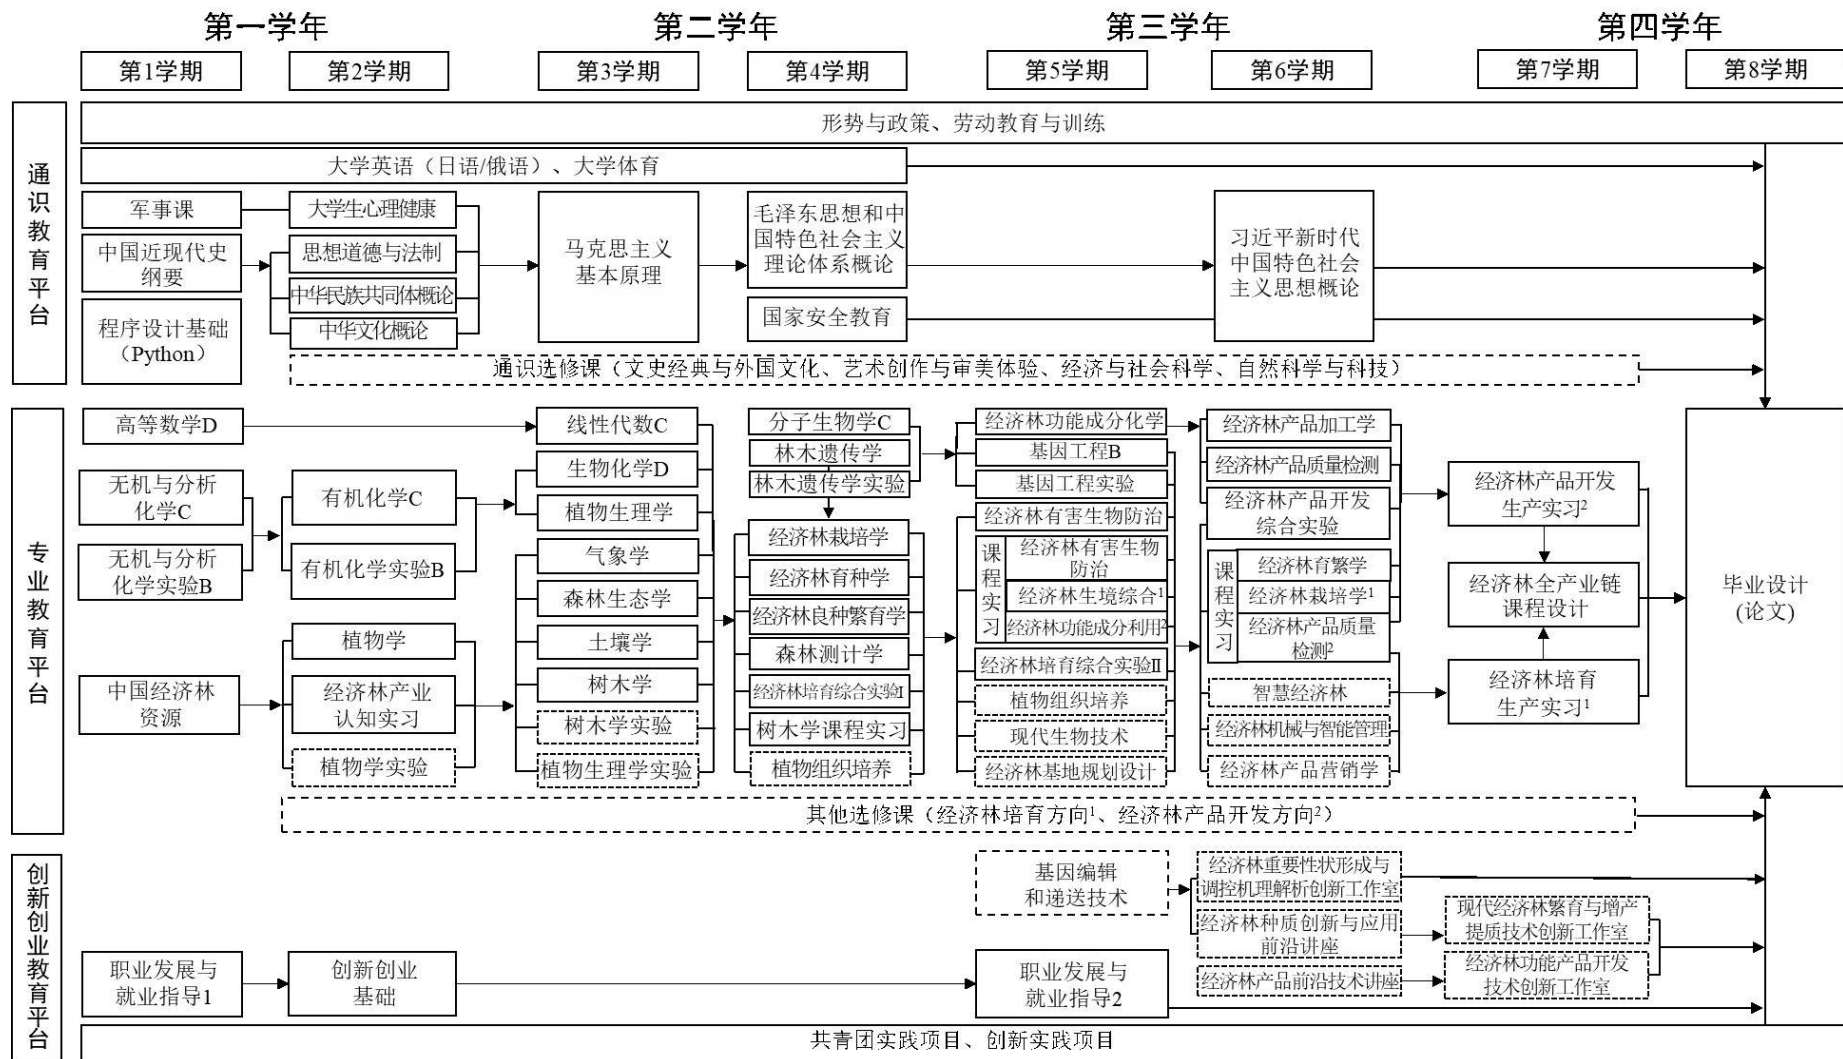 第一学年
第二学年
第三学年
第四学年
第1学期
第2学期
第3学期
第4学期
第5学期
第6学期
第7学期
第8学期
通识教育平台
形势与政策、劳动教育与训练
大学英语（日语/俄语）、大学体育
军事课
中国近现代史
纲要
程序设计基础
（Python）
大学生心理健康
思想道德与法制
中华民族共同体概论
中华文化概论
马克思主义
基本原理
毛泽东思想和中
国特色社会主义
理论体系概论
国家安全教育
习近平新时代
中国特色社会
主义思想概论
通识选修课（文史经典与外国文化、艺术创作与审美体验、经济与社会科学、自然科学与科技）
专业教育平台
高等数学D
无机与分析
化学C
无机与分析
化学实验B
中国经济林
资源
有机化学C
有机化学实验B
植物学
经济林产业
认知实习
植物学实验
线性代数C
生物化学D
植物生理学
气象学
森林生态学
土壤学
树木学
树木学实验
植物生理学实验
分子生物学C
林木遗传学
林木遗传学实验
经济林栽培学
经济林育种学
经济林良种繁育学
森林测计学
经济林培育综合实验I
树木学课程实习
植物组织培养
经济林功能成分化学
基因工程B
基因工程实验
经济林有害生物防治
课程实习
经济林有害生物
防治
经济林生境综合¹
经济林功能成分利用²
经济林培育综合实验II
植物组织培养
现代生物技术
经济林基地规划设计
经济林产品加工学
经济林产品质量检测
经济林产品开发
综合实验
课程实习
经济林育繁学
经济林栽培学¹
经济林产品质量
检测²
智慧经济林
经济林机械与智能管理
经济林产品营销学
经济林产品开发
生产实习²
经济林全产业链
课程设计
经济林培育
生产实习¹
毕业设计
(论文)
其他选修课（经济林培育方向¹、经济林产品开发方向²）
创新创业教育平台
职业发展与
就业指导1
创新创业
基础
基因编辑
和递送技术
职业发展与
就业指导2
经济林重要性状形成与
调控机理解析创新工作室
经济林种质创新与应用
前沿讲座
经济林产品前沿技术讲座
现代经济林繁育与增产
提质技术创新工作室
经济林功能产品开发
技术创新工作室
共青团实践项目、创新实践项目